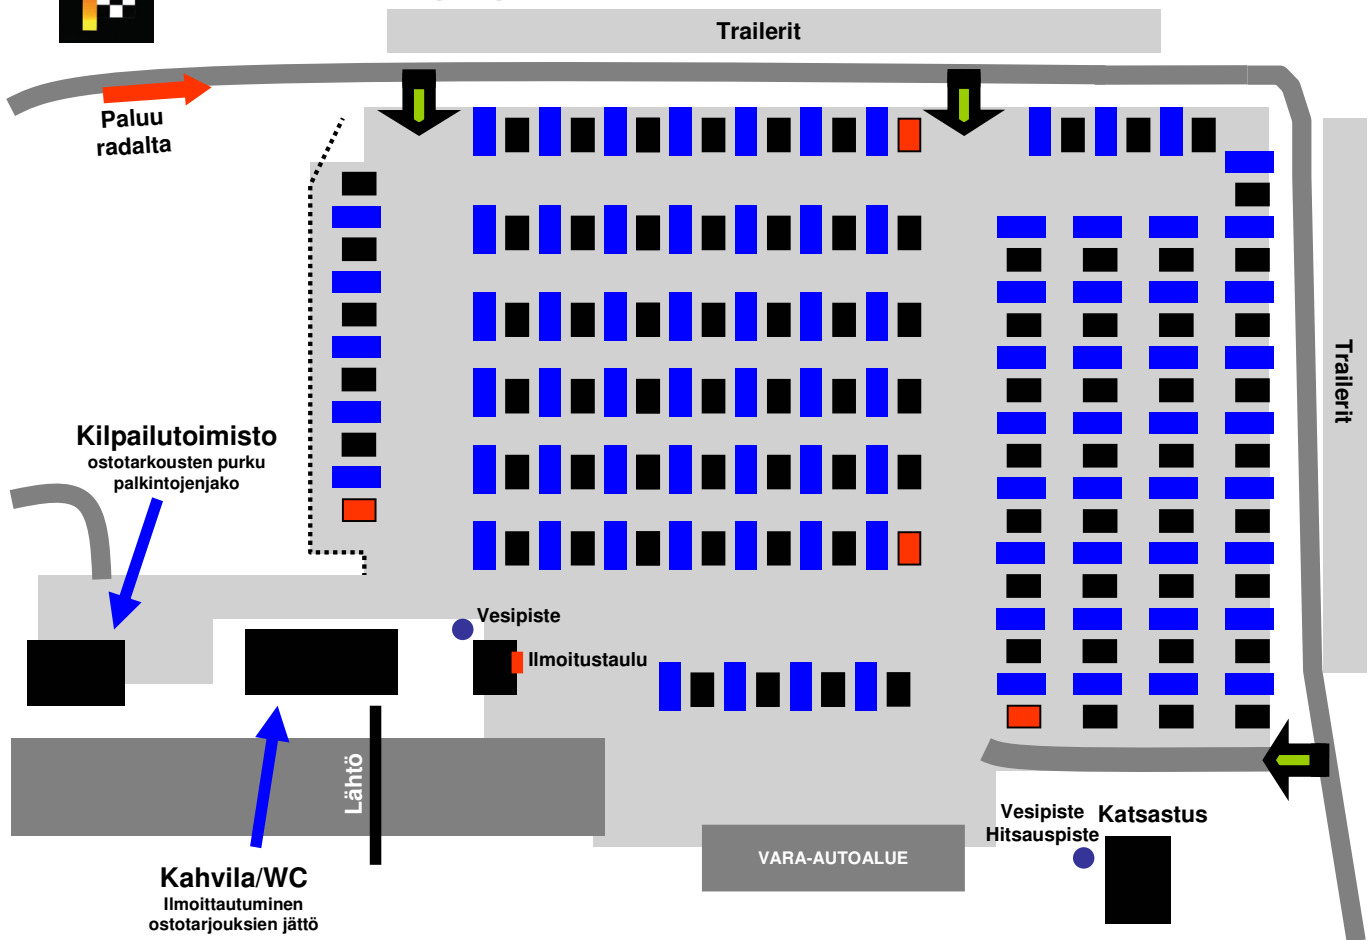 Trailerit
Paluu
radalta
Trailerit
Kilpailutoimisto
ostotarkousten purku
palkintojenjako
Vesipiste
Ilmoitustaulu
Lähtö
Vesipiste
Hitsauspiste
Katsastus
VARA-AUTOALUE
Kahvila/WC
Ilmoittautuminen
ostotarjouksien jättö